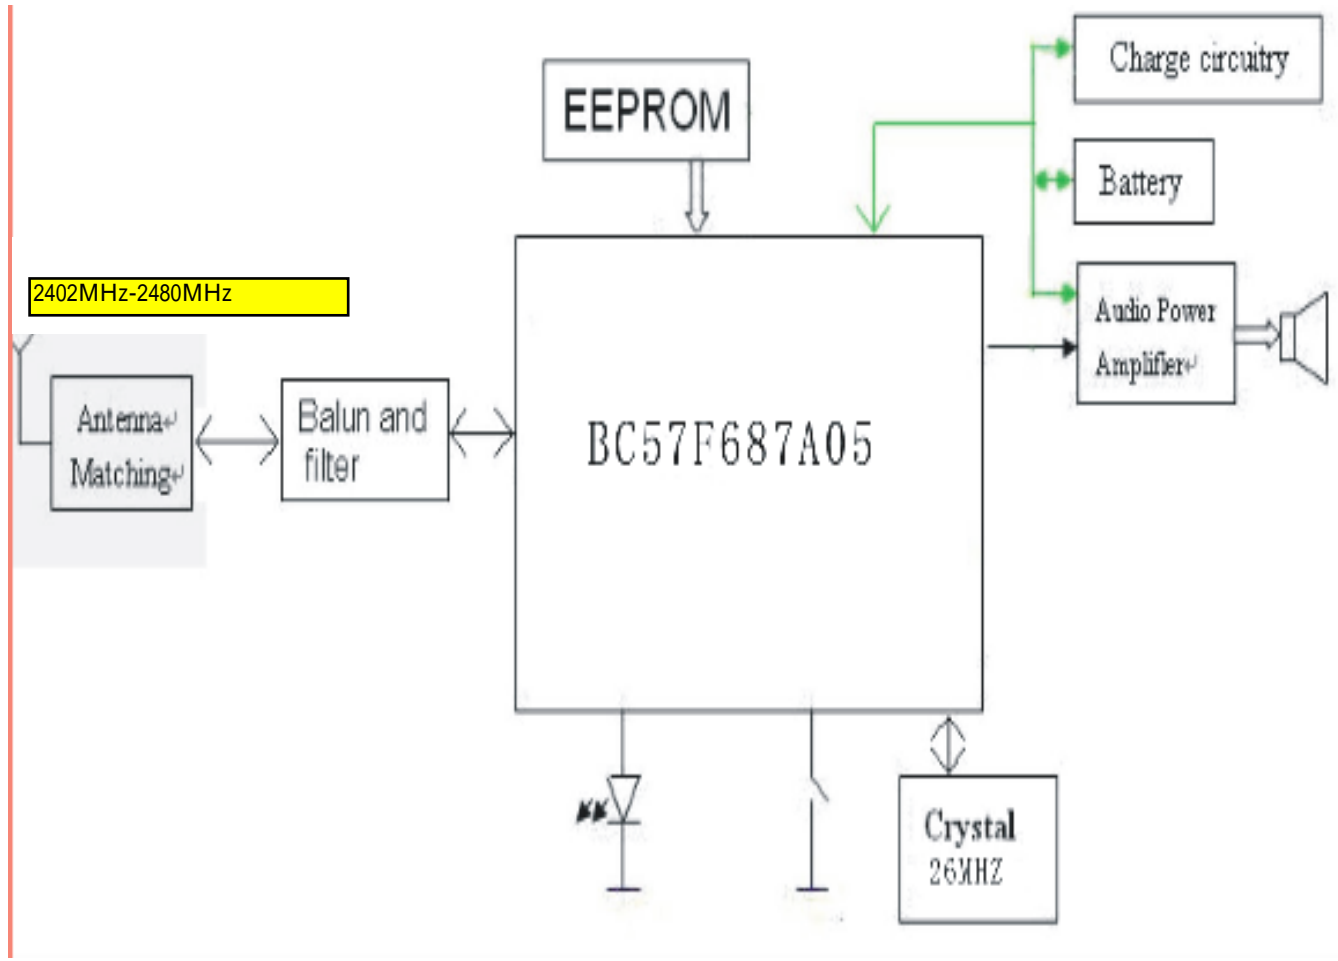 Charge circuitry
EEPROM
Battery
2402MHz-2480MHz
Audio Power
Amplifier↵
Antenna↵
Matching↵
Balun and
filter
BC57F687A05
Crystal
26MHZ